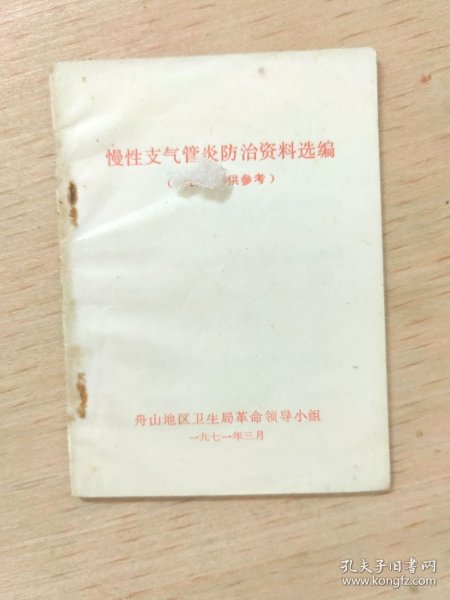 慢性支气管炎防治资料选编
（ 供参考）
舟山地区卫生局革命领导小组
一九七一年三月
孔夫子旧书网
www.kongfz.com